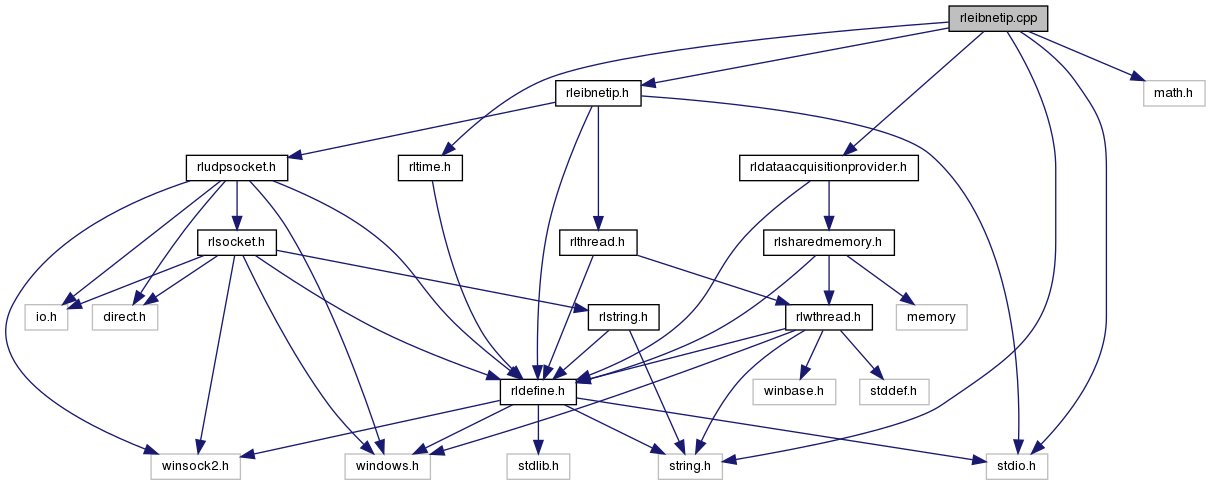 rleibnetip.cpp
rleibnetip.h
math.h
rludpsocket.h
rltime.h
rldataacquisitionprovider.h
rlsocket.h
rlthread.h
rlsharedmemory.h
io.h
direct.h
rlstring.h
rlwthread.h
memory
rldefine.h
winbase.h
stddef.h
winsock2.h
windows.h
stdlib.h
string.h
stdio.h